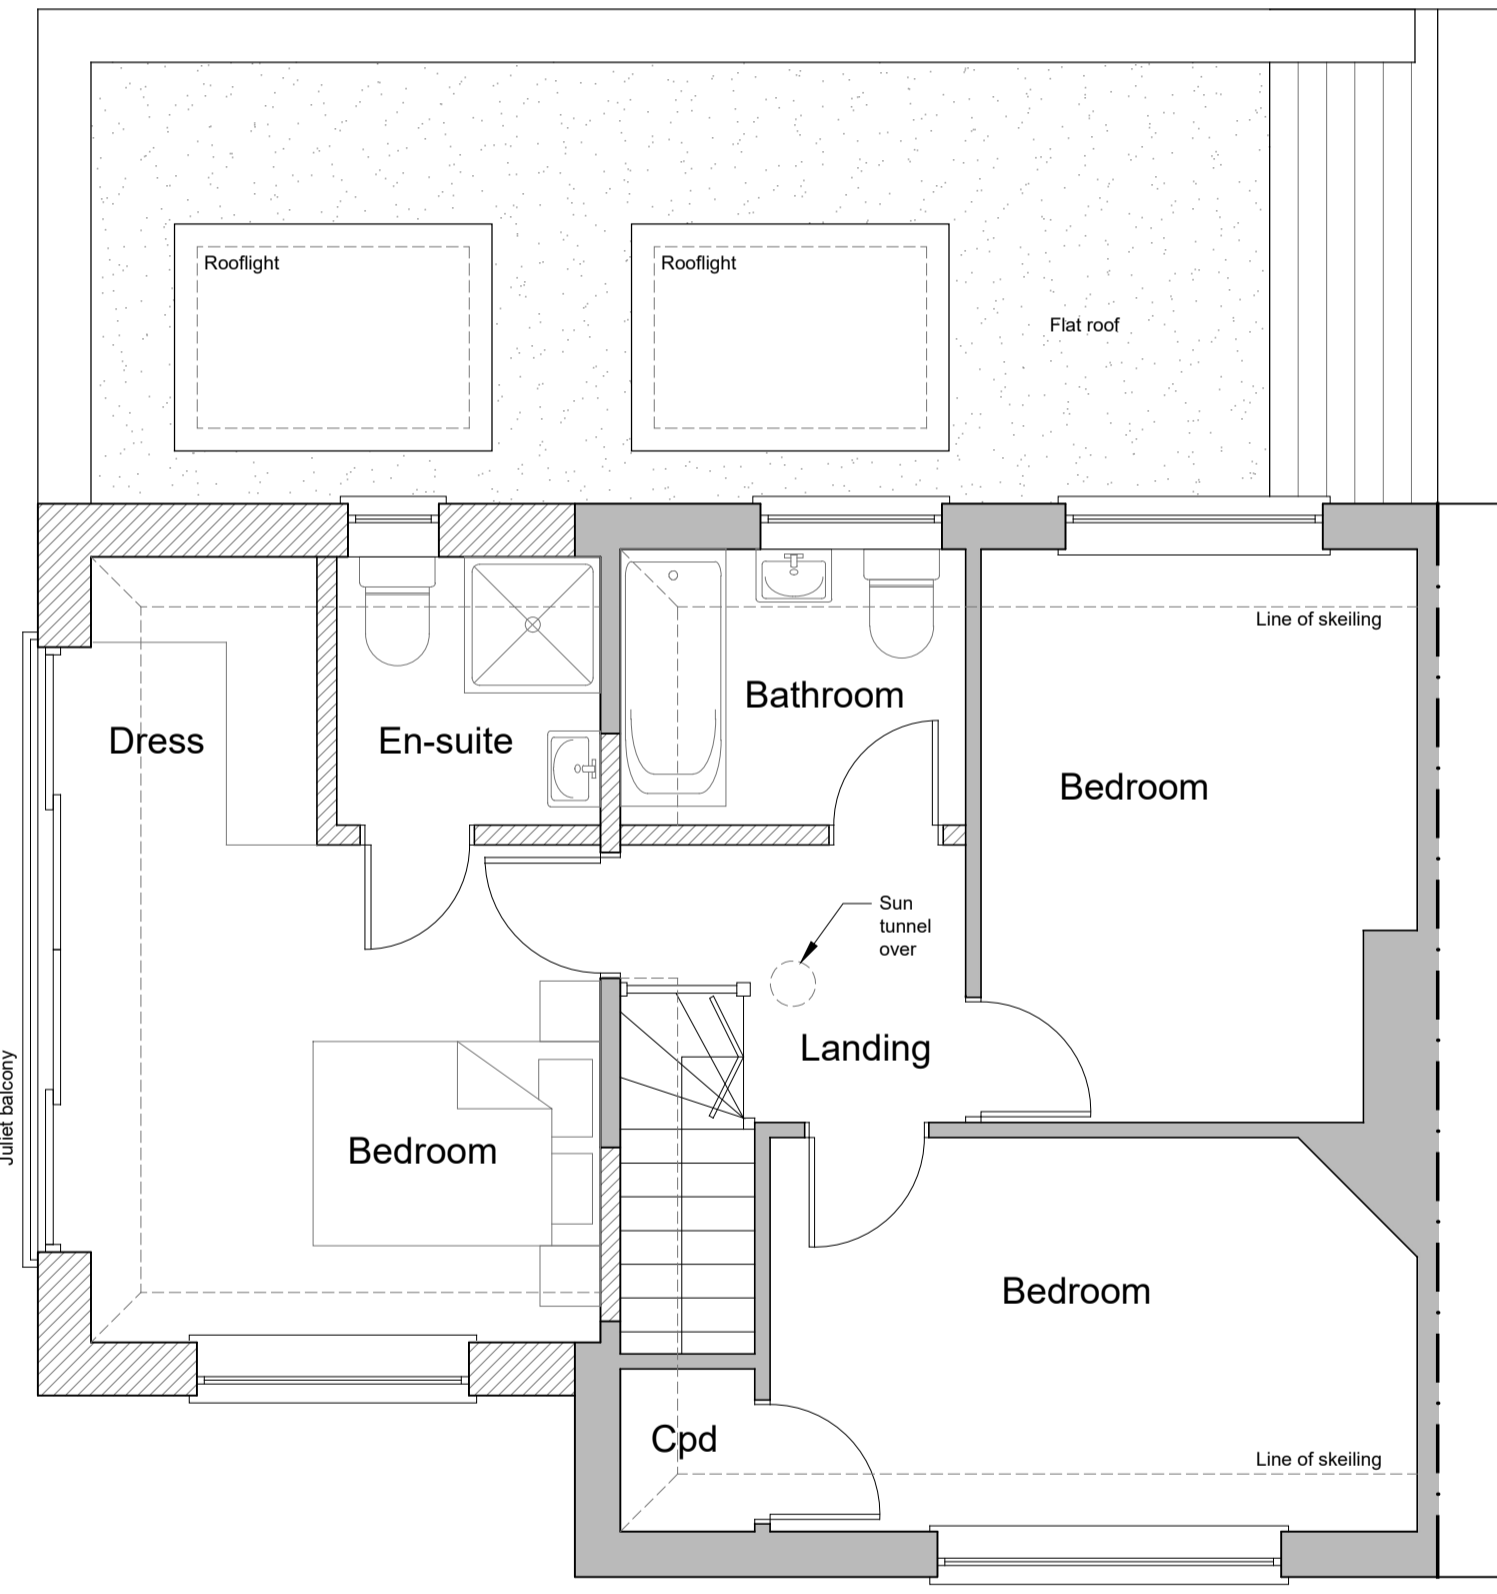 Rooflight
Rooflight
Flat roof
Line of skeiling
Bathroom
Dress
En-suite
Bedroom
Sun
tunnel
over
Landing
Juliet balcony
Bedroom
Bedroom
Cpd
Line of skeiling